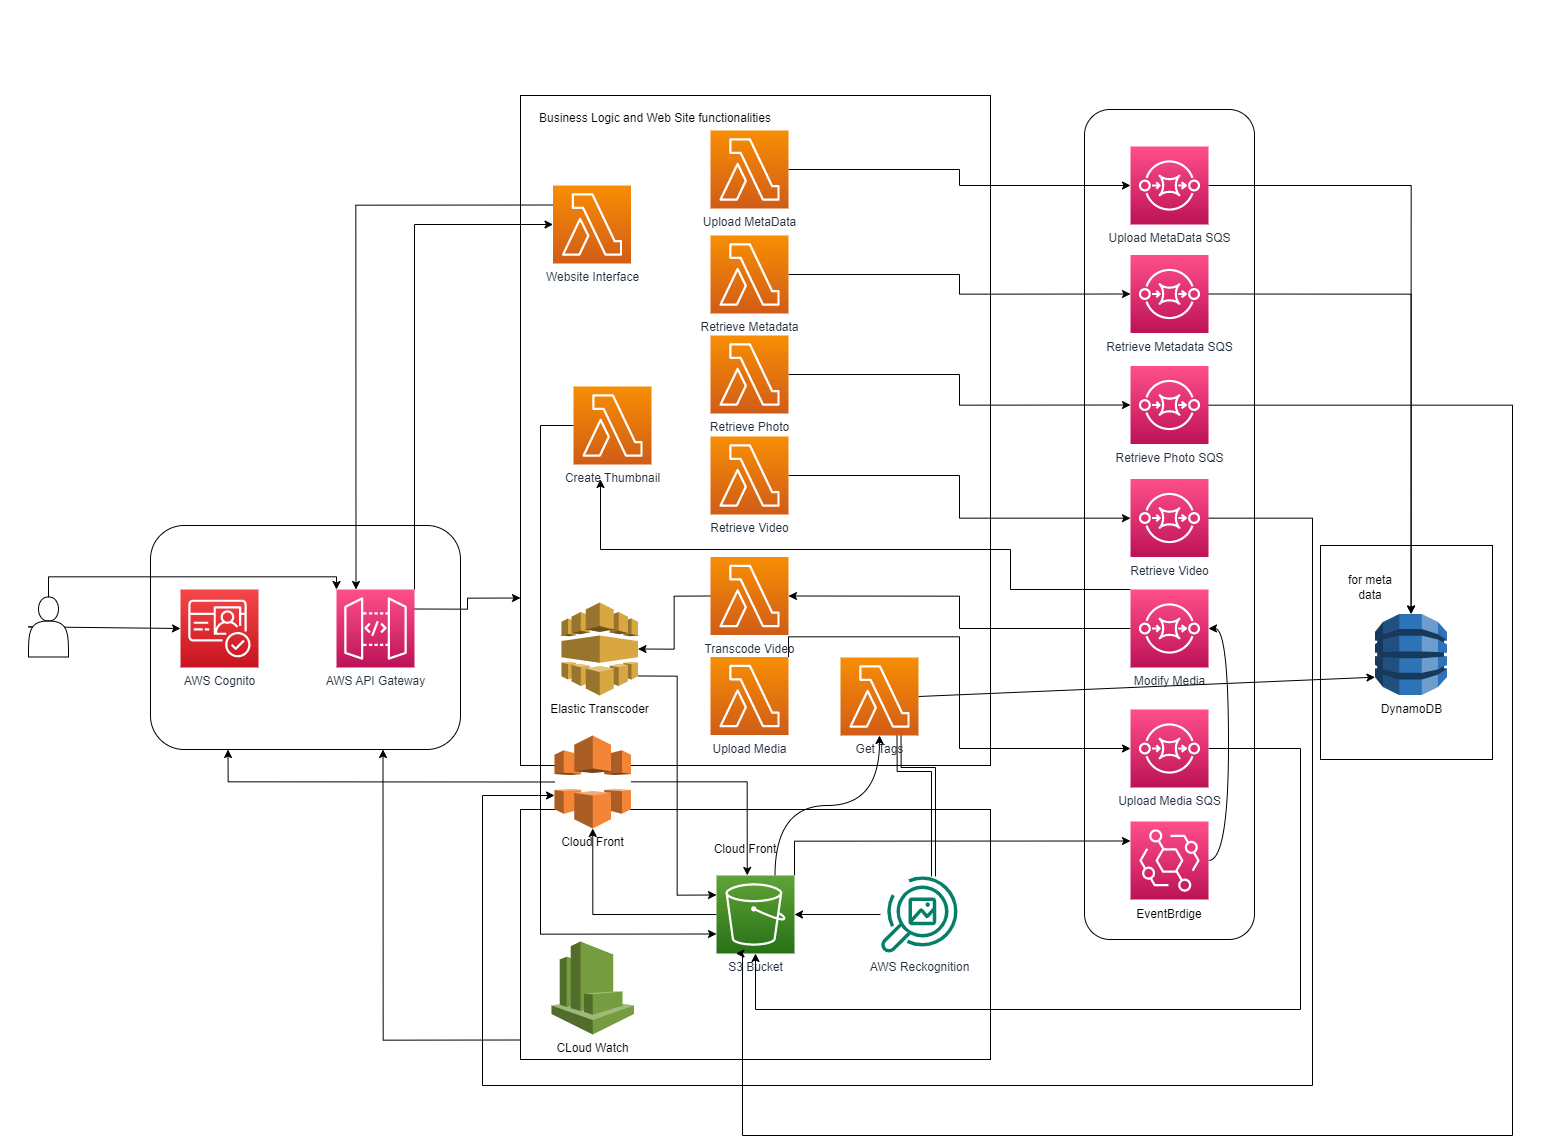 Business Logic and Web Site functionalities
Upload MetaData
Website Interface
Retrieve Metadata
Retrieve Photo
Create Thumbnail
Retrieve Video
Transcode Video
Elastic Transcoder
Upload Media
Get Tags
Upload MetaData SQS
Retrieve Metadata SQS
Retrieve Photo SQS
Retrieve Video
Modify Media
Upload Media SQS
EventBrdige
for meta
data
DynamoDB
AWS Cognito
AWS API Gateway
Cloud Front
Cloud Front
S3 Bucket
AWS Reckognition
CLoud Watch